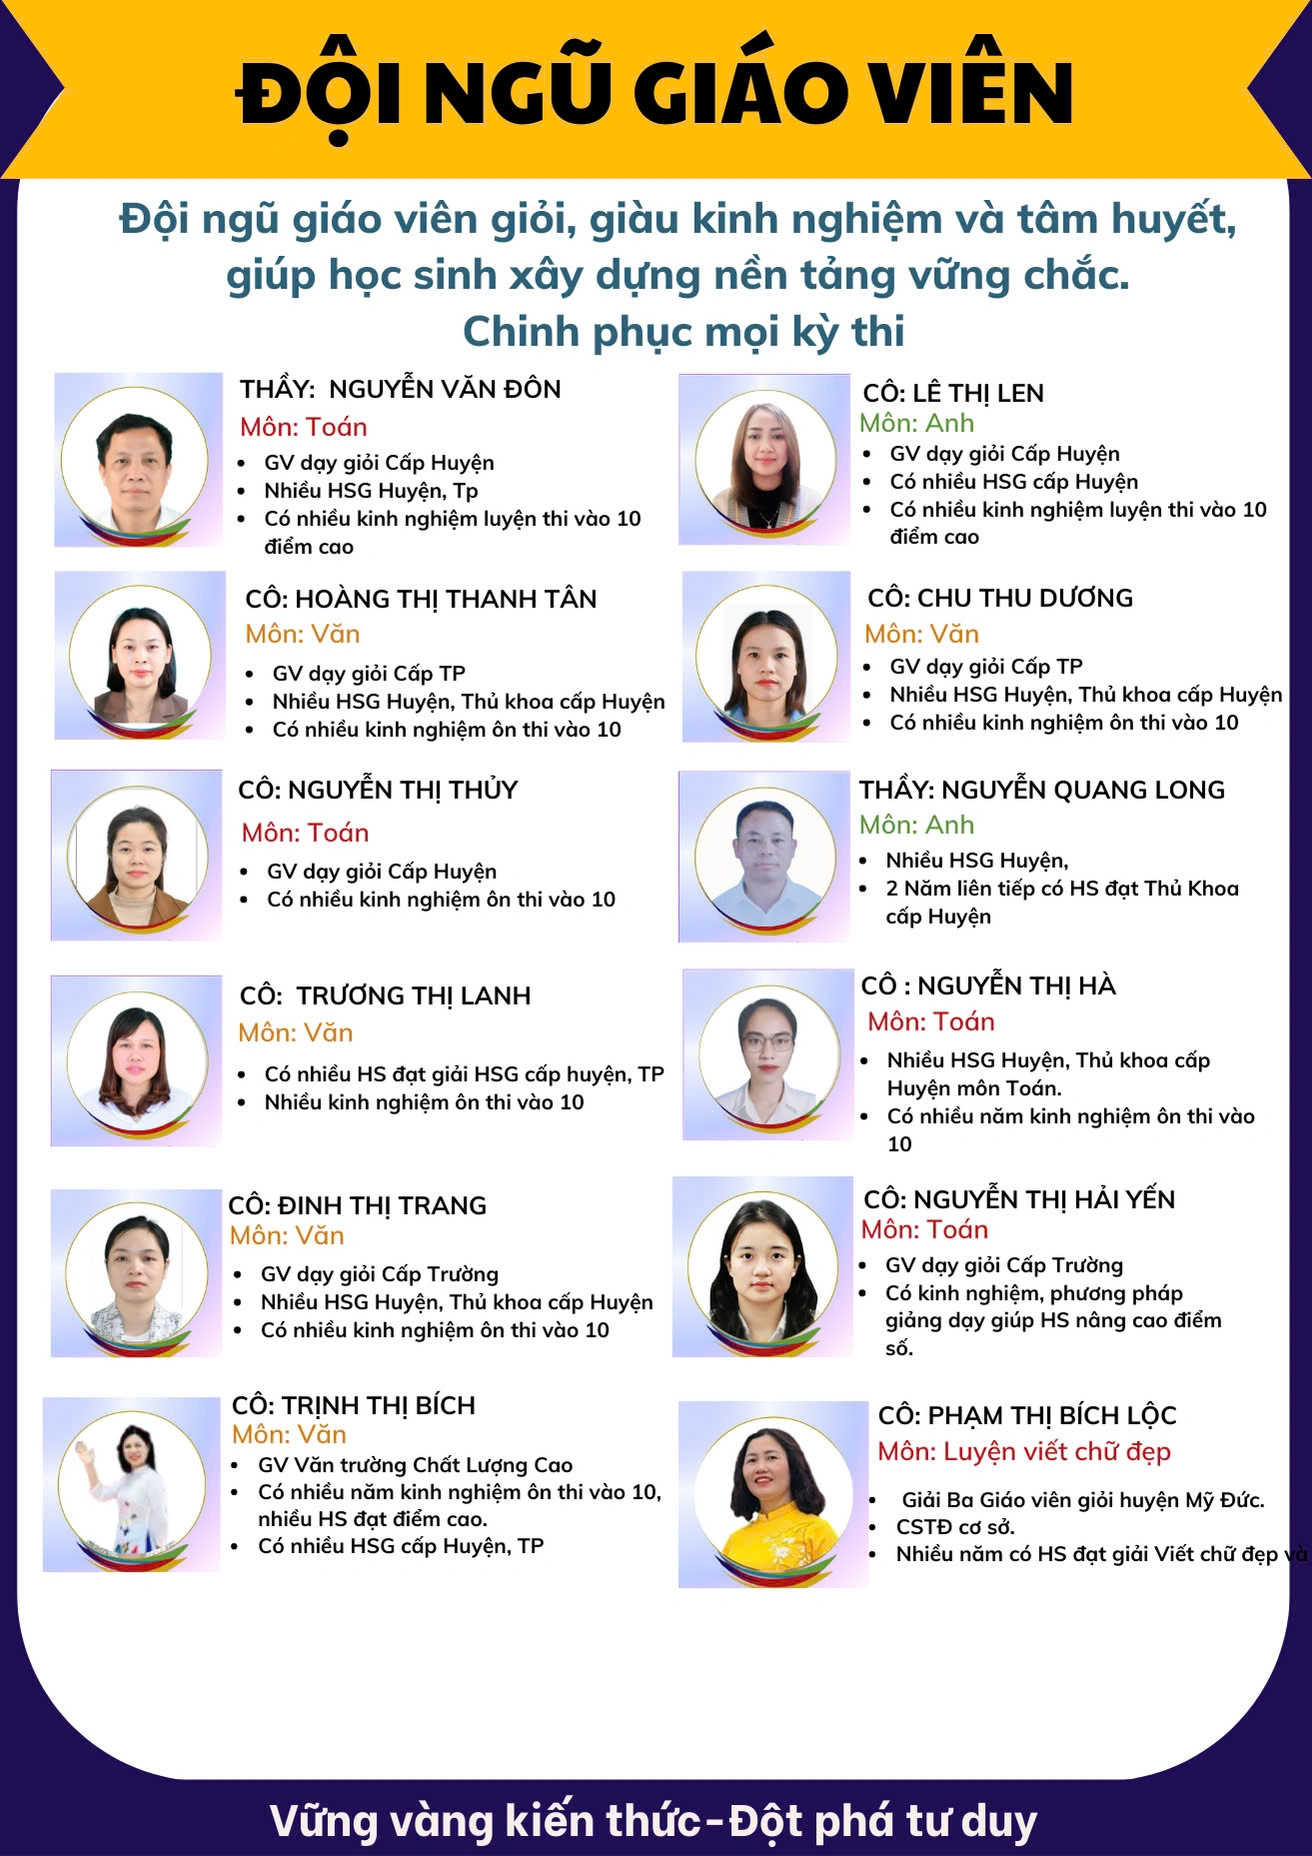 ĐỘI NGŨ GIÁO VIÊN
Đội ngũ giáo viên giỏi, giàu kinh nghiệm và tâm huyết,
giúp học sinh xây dựng nền tảng vững chắc.
Chinh phục mọi kỳ thi
THẦY: NGUYỄN VĂN ĐÔN
Môn: Toán
• GV dạy giỏi Cấp Huyện
• Nhiều HSG Huyện, Tp
• Có nhiều kinh nghiệm luyện thi vào 10
điểm cao
CÔ: LÊ THỊ LEN
Môn: Anh
• GV dạy giỏi Cấp Huyện
• Có nhiều HSG cấp Huyện
• Có nhiều kinh nghiệm luyện thi vào 10
điểm cao
CÔ: HOÀNG THỊ THANH TÂN
Môn: Văn
• GV dạy giỏi Cấp TP
• Nhiều HSG Huyện, Thủ khoa cấp Huyện
• Có nhiều kinh nghiệm ôn thi vào 10
CÔ: CHU THU DƯƠNG
Môn: Văn
• GV dạy giỏi Cấp TP
• Nhiều HSG Huyện, Thủ khoa cấp Huyện
• Có nhiều kinh nghiệm ôn thi vào 10
CÔ: NGUYỄN THỊ THỦY
Môn: Toán
• GV dạy giỏi Cấp Huyện
• Có nhiều kinh nghiệm ôn thi vào 10
THẦY: NGUYỄN QUANG LONG
Môn: Anh
• Nhiều HSG Huyện,
• 2 Năm liên tiếp có HS đạt Thủ Khoa
cấp Huyện
CÔ: TRƯƠNG THỊ LANH
Môn: Văn
• Có nhiều HS đạt giải HSG cấp huyện, TP
• Nhiều kinh nghiệm ôn thi vào 10
CÔ : NGUYỄN THỊ HÀ
Môn: Toán
• Nhiều HSG Huyện, Thủ khoa cấp
Huyện môn Toán.
• Có nhiều năm kinh nghiệm ôn thi vào
10
CÔ: ĐINH THỊ TRANG
Môn: Văn
• GV dạy giỏi Cấp Trường
• Nhiều HSG Huyện, Thủ khoa cấp Huyện
• Có nhiều kinh nghiệm ôn thi vào 10
CÔ: NGUYỄN THỊ HẢI YẾN
Môn: Toán
• GV dạy giỏi Cấp Trường
• Có kinh nghiệm, phương pháp
giảng dạy giúp HS nâng cao điểm
số.
CÔ: TRỊNH THỊ BÍCH
Môn: Văn
• GV Văn trường Chất Lượng Cao
• Có nhiều năm kinh nghiệm ôn thi vào 10,
nhiều HS đạt điểm cao.
• Có nhiều HSG cấp Huyện, TP
CÔ: PHẠM THỊ BÍCH LỘC
Môn: Luyện viết chữ đẹp
• Giải Ba Giáo viên giỏi huyện Mỹ Đức.
• CSTĐ cơ sở.
• Nhiều năm có HS đạt giải Viết chữ đẹp và
Vững vàng kiến thức-Đột phá tư duy